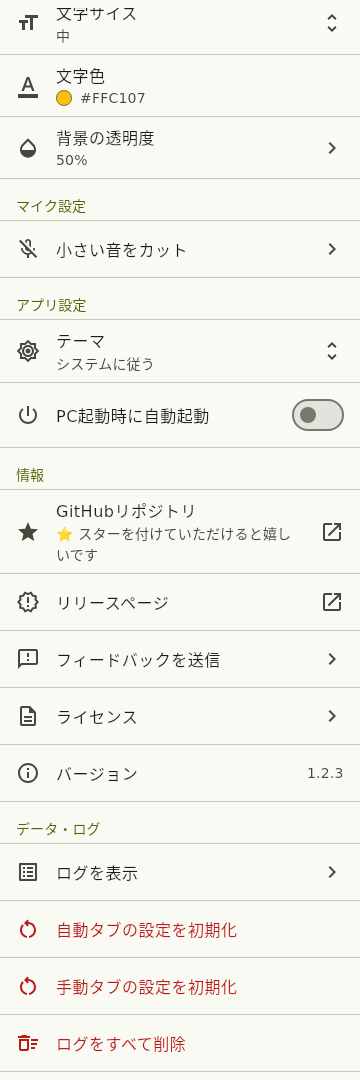 文字サイズ
中
文字色
#FFC107
背景の透明度
50%
マイク設定
小さい音をカット
アプリ設定
テーマ
システムに従う
PC起動時に自動起動
情報
GitHubリポジトリ
⭐ スターを付けていただけると嬉し
いです
リリースページ
フィードバックを送信
ライセンス
バージョン
1.2.3
データ・ログ
ログを表示
自動タブの設定を初期化
手動タブの設定を初期化
ログをすべて削除